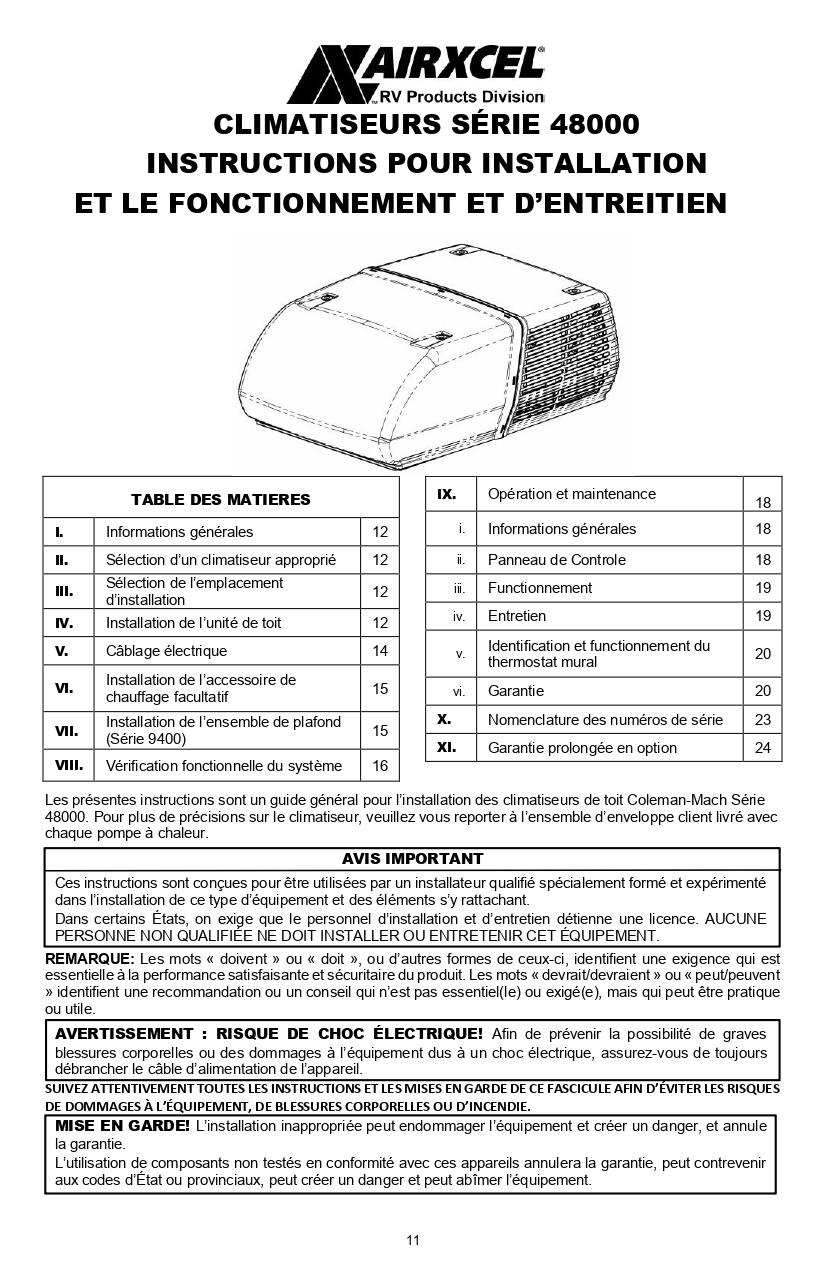 AIRXCEL®
™RV Products Division
CLIMATISEURS SÉRIE 48000
INSTRUCTIONS POUR INSTALLATION
ET LE FONCTIONNEMENT ET D’ENTREITIEN
TABLE DES MATIERES
I. Informations générales 12
II. Sélection d’un climatiseur approprié 12
III. Sélection de l’emplacement
d’installation 12
IV. Installation de l’unité de toit 12
V. Câblage électrique 14
VI. Installation de l’accessoire de
chauffage facultatif 15
VII. Installation de l’ensemble de plafond
(Série 9400) 15
VIII. Vérification fonctionnelle du système 16
IX. Opération et maintenance 18
i. Informations générales 18
ii. Panneau de Controle 18
iii. Functionnement 19
iv. Entretien 19
v. Identification et functionnement du
thermostat mural 20
vi. Garantie 20
X. Nomenclature des numéros de série 23
XI. Garantie prolongée en option 24
Les présentes instructions sont un guide général pour l’installation des climatiseurs de toit Coleman-Mach Série
48000. Pour plus de précisions sur le climatiseur, veuillez vous reporter à l’ensemble d’enveloppe client livré avec
chaque pompe à chaleur.
AVIS IMPORTANT
Ces instructions sont conçues pour être utilisées par un installateur qualifié spécialement formé et expérimenté
dans l’installation de ce type d’équipement et des éléments s’y rattachant.
Dans certains États, on exige que le personnel d’installation et d’entretien détienne une licence. AUCUNE
PERSONNE NON QUALIFIÉE NE DOIT INSTALLER OU ENTRETENIR CET ÉQUIPEMENT.
REMARQUE: Les mots « doivent » ou « doit », ou d’autres formes de ceux-ci, identifient une exigence qui est
essentielle à la performance satisfaisante et sécuritaire du produit. Les mots « devrait/devraient » ou « peut/peuvent
» identifient une recommandation ou un conseil qui n’est pas essentiel(le) ou exigé(e), mais qui peut être pratique
ou utile.
AVERTISSEMENT : RISQUE DE CHOC ÉLECTRIQUE! Afin de prévenir la possibilité de graves
blessures corporelles ou des dommages à l’équipement dus à un choc électrique, assurez-vous de toujours
débrancher le câble d’alimentation de l’appareil.
SUIVEZ ATTENTIVEMENT TOUTES LES INSTRUCTIONS ET LES MISES EN GARDE DE CE FASCICULE AFIN D’ÉVITER LES RISQUES
DE DOMMAGES À L’ÉQUIPEMENT, DE BLESSURES CORPORELLES OU D’INCENDIE.
MISE EN GARDE! L’installation inappropriée peut endommager l’équipement et créer un danger, et annule
la garantie.
L’utilisation de composants non testés en conformité avec ces appareils annulera la garantie, peut contrevenir
aux codes d’État ou provinciaux, peut créer un danger et peut abîmer l’équipement.
11